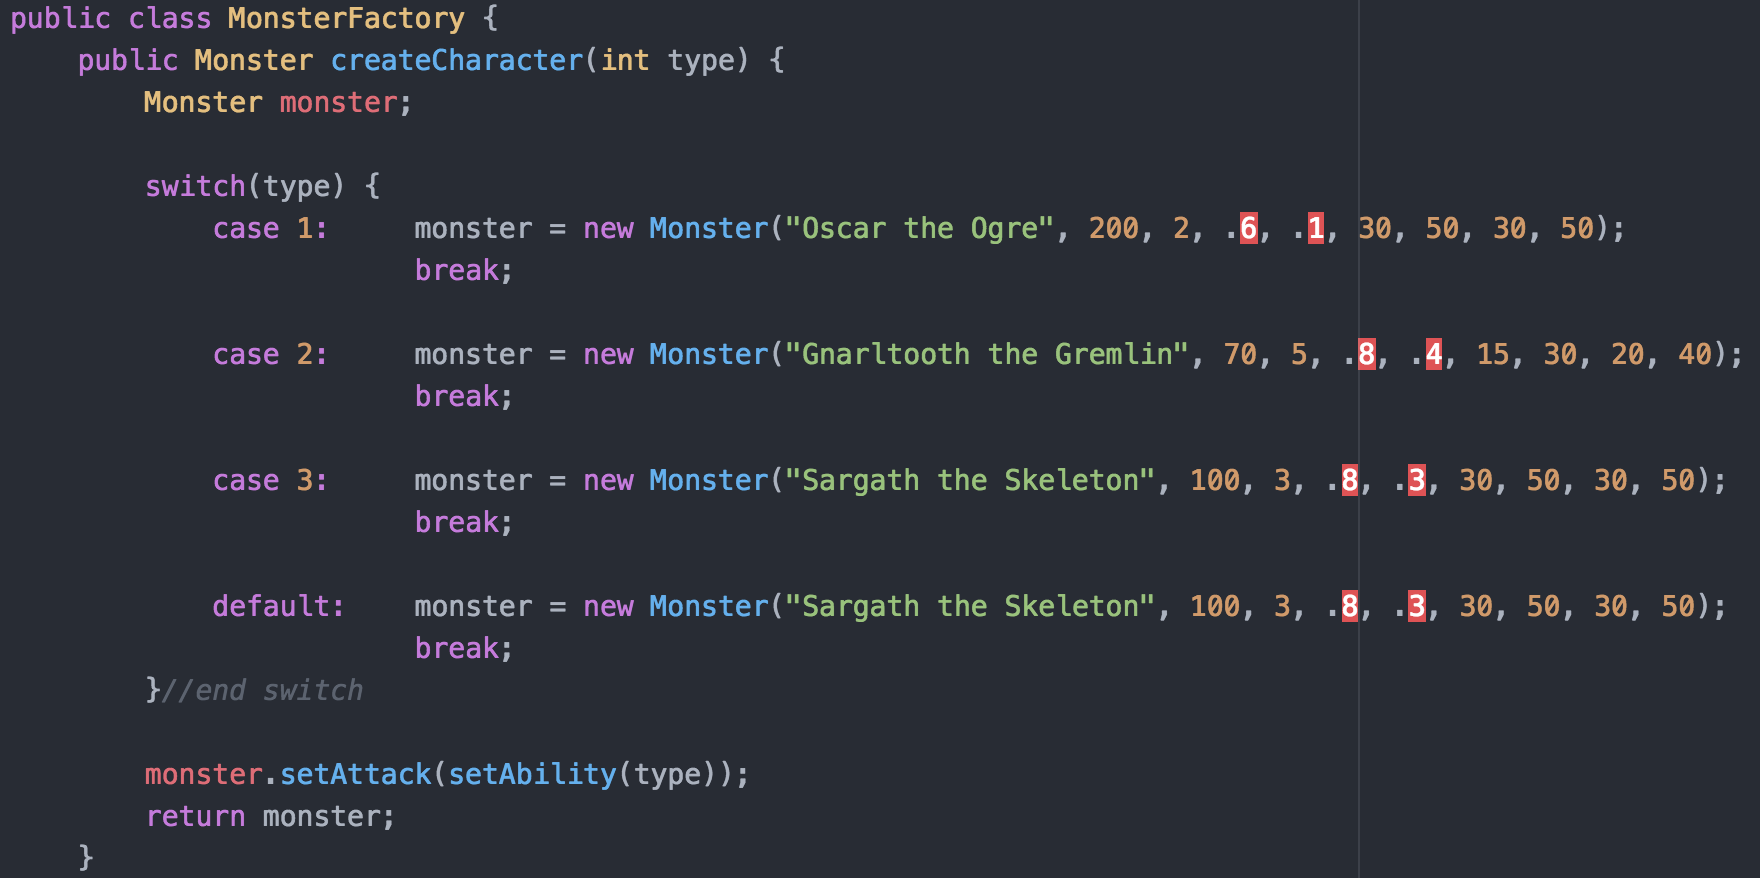 public class MonsterFactory {
    public Monster createCharacter(int type) {
        Monster monster;

        switch(type) {
            case 1:     monster = new Monster("Oscar the Ogre", 200, 2, .6, .1, 30, 50, 30, 50);
                        break;

            case 2:     monster = new Monster("Gnarltooth the Gremlin", 70, 5, .8, .4, 15, 30, 20, 40);
                        break;

            case 3:     monster = new Monster("Sargath the Skeleton", 100, 3, .8, .3, 30, 50, 30, 50);
                        break;

            default:    monster = new Monster("Sargath the Skeleton", 100, 3, .8, .3, 30, 50, 30, 50);
                        break;
        }//end switch

        monster.setAttack(setAbility(type));
        return monster;
    }